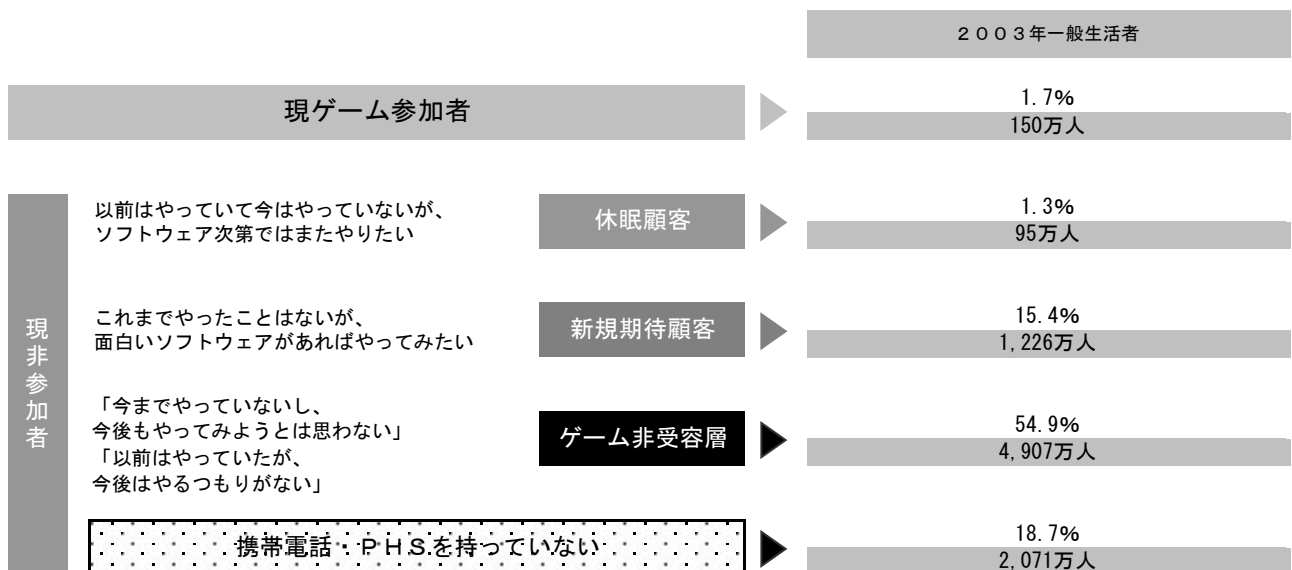 ２００３年一般生活者
現ゲーム参加者
1.7%
150万人
現非参加者
以前はやっていて今はやっていないが、
ソフトウェア次第ではまたやりたい
休眠顧客
1.3%
95万人
これまでやったことはないが、
面白いソフトウェアがあればやってみたい
新規期待顧客
15.4%
1,226万人
「今までやっていないし、
今後もやってみようとは思わない」
「以前はやっていたが、
今後はやるつもりがない」
ゲーム非受容層
54.9%
4,907万人
携帯電話・ＰＨＳを持っていない
18.7%
2,071万人